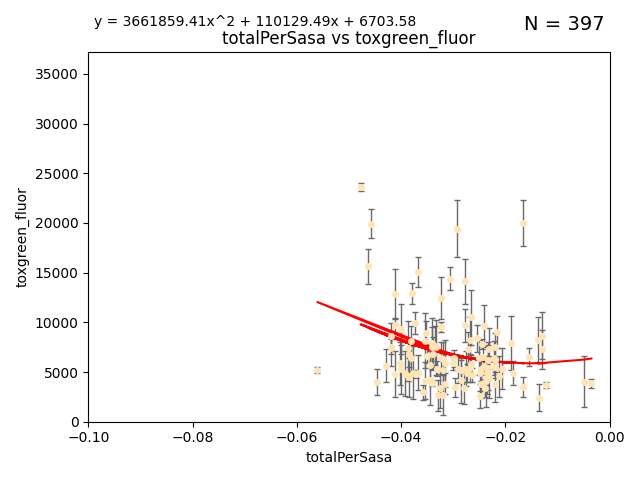 y = 3661859.41x^2 + 110129.49x + 6703.58
N = 397
totalPerSasa vs toxgreen_fluor
35000
30000
25000
20000
15000
10000
5000
0
toxgreen_fluor
−0.10
−0.08
−0.06
−0.04
−0.02
0.00
totalPerSasa